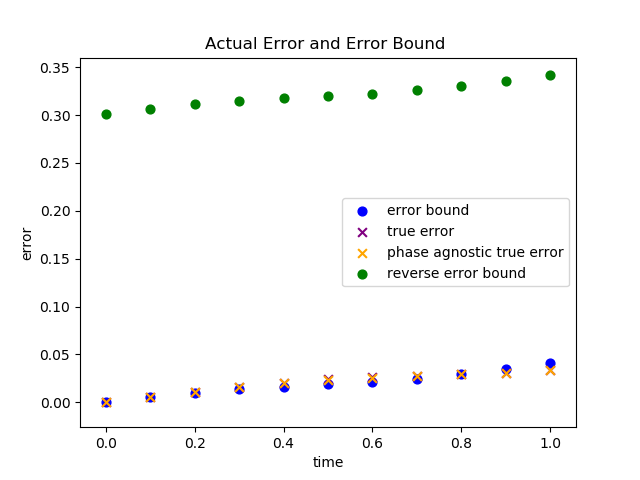 Actual Error and Error Bound
error
0.35
0.30
0.25
0.20
0.15
0.10
0.05
0.00
error bound
true error
phase agnostic true error
reverse error bound
0.0 0.2 0.4 0.6 0.8 1.0
time